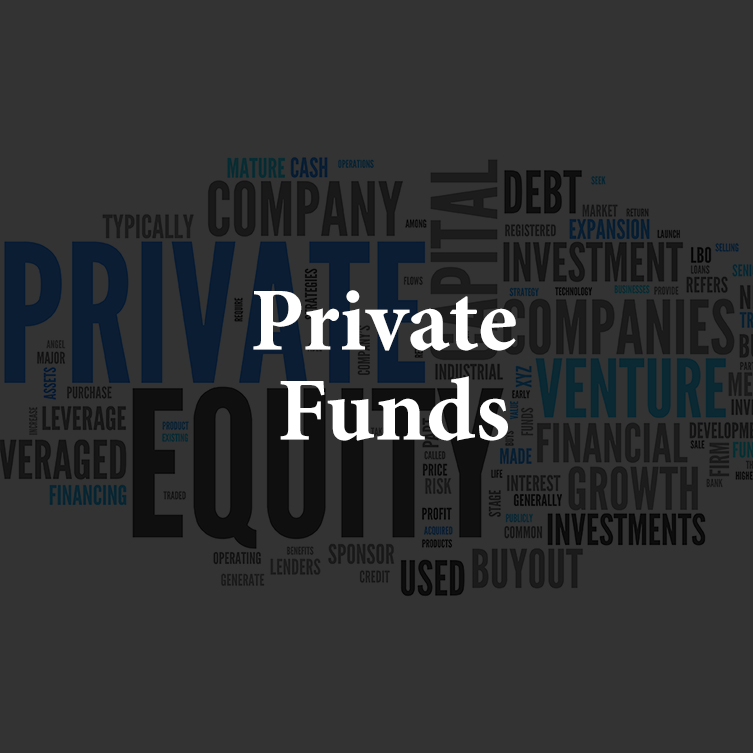 Private
Funds
MATURE CASH OPERATIONS
COMPANY
CAPITAL
DEBT
SEEK
TYPICALLY
AMONG
REGISTERED
MARKET RETURN
EXPANSION
LAUNCH
PRIVATE
STRATEGIES
FLOWS
INVESTMENT
LBO
SELLING
LOANS
REFERS
REQUIRE
STRATEGY
TECHNOLOGY
BUSINESSES
PROVIDE
COMPANIES
COMPANY'S
ANGEL
MAJOR
ASSETS
PURCHASE
INDUSTRIAL
XYZ
EARLY
VENTURE
VALUE
FUNDS
INCREASE
LEVERAGE
PRODUCT
EXISTING
EQUITY
FINANCIAL
DEVELOPME
SALE
VERAGED
CALLED
PRICE
RISK
MADE
LIFE
FIRM
BANK
FINANCING
TRADED
STAGE
INTEREST
GENERALLY
GROWTH
PROFIT
PUBLICLY
COMMON
INVESTMENTS
ACQUIRED
PRODUCTS
OPERATING
BENEFITS
LENDERS
SPONSOR
CREDIT
GENERATE
USED
BUYOUT